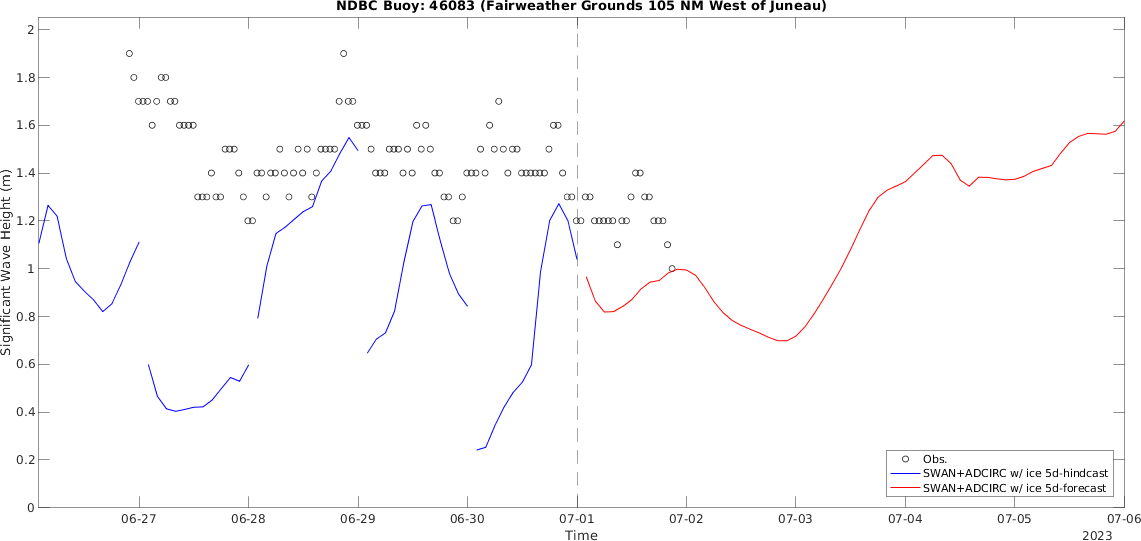 NDBC Buoy: 46083 (Fairweather Grounds 105 NM West of Juneau)
Significant Wave Height (m)
2
1.8
1.6
1.4
1.2
1
0.8
0.6
0.4
0.2
0
Obs.
SWAN+ADCIRC w/ ice 5d-hindcast
SWAN+ADCIRC w/ ice 5d-forecast
06-27 06-28 06-29 06-30 07-01 07-02 07-03 07-04 07-05 07-06
Time
2023